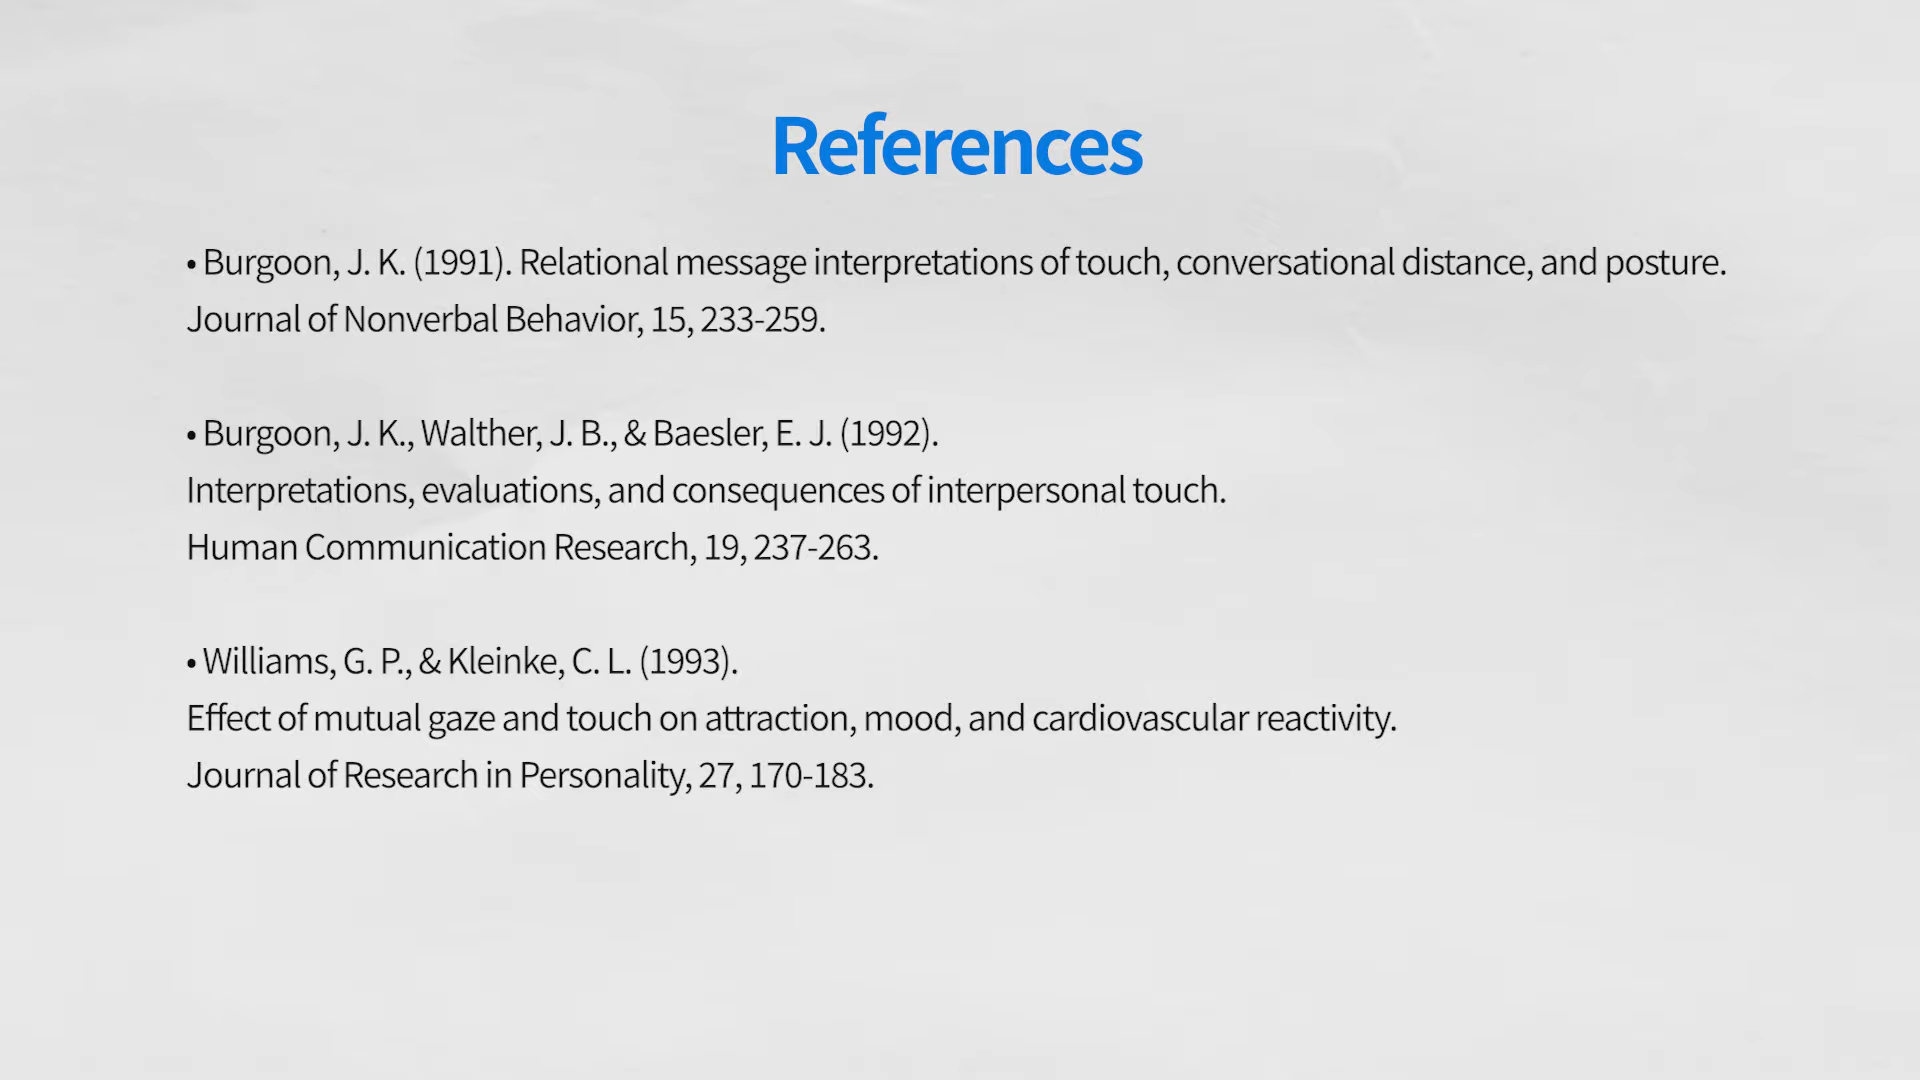 References
• Burgoon, J. K. (1991). Relational message interpretations of touch, conversational distance, and posture.
Journal of Nonverbal Behavior, 15, 233-259.
• Burgoon, J. K., Walther, J. B., & Baesler, E. J. (1992).
Interpretations, evaluations, and consequences of interpersonal touch.
Human Communication Research, 19, 237-263.
• Williams, G. P., & Kleinke, C. L. (1993).
Effect of mutual gaze and touch on attraction, mood, and cardiovascular reactivity.
Journal of Research in Personality, 27, 170-183.